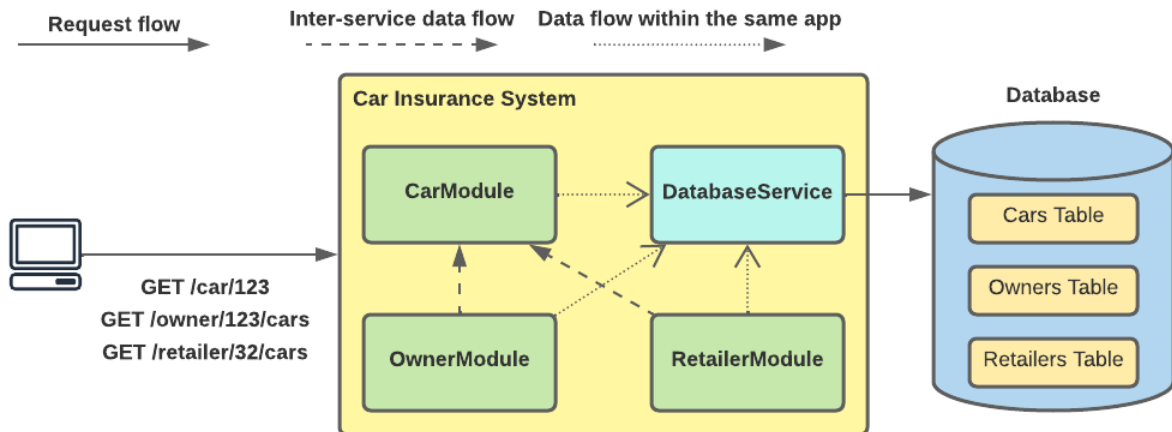 Request flow
Inter-service data flow
Data flow within the same app
Car Insurance System
Database
CarModule
DatabaseService
Cars Table
GET /car/123
GET /owner/123/cars
GET /retailer/32/cars
Owners Table
OwnerModule
RetailerModule
Retailers Table